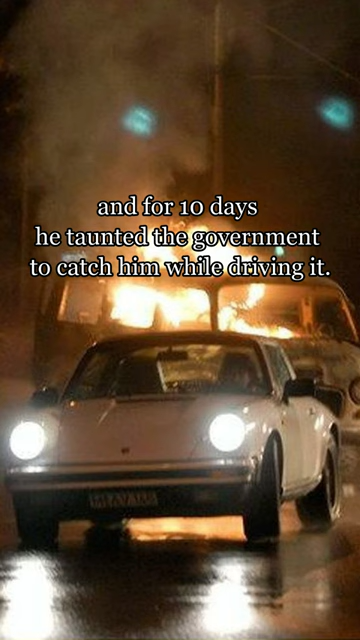 and for 10 days
he taunted the government
to catch him while driving it.